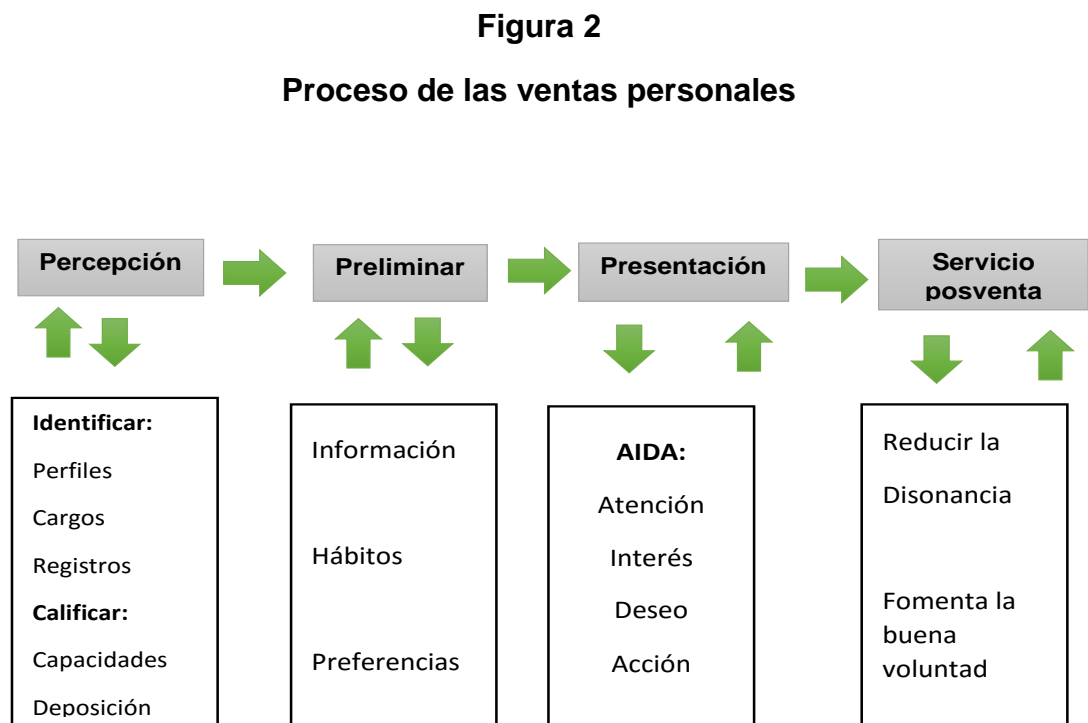 Figura 2
Proceso de las ventas personales
Percepción
Preliminar
Presentación
Servicio
posventa
Identificar:
Perfiles
Cargos
Registros
Calificar:
Capacidades
Deposición
Información
Hábitos
Preferencias
AIDA:
Atención
Interés
Deseo
Acción
Reducir la
Disonancia
Fomenta la
buena
voluntad